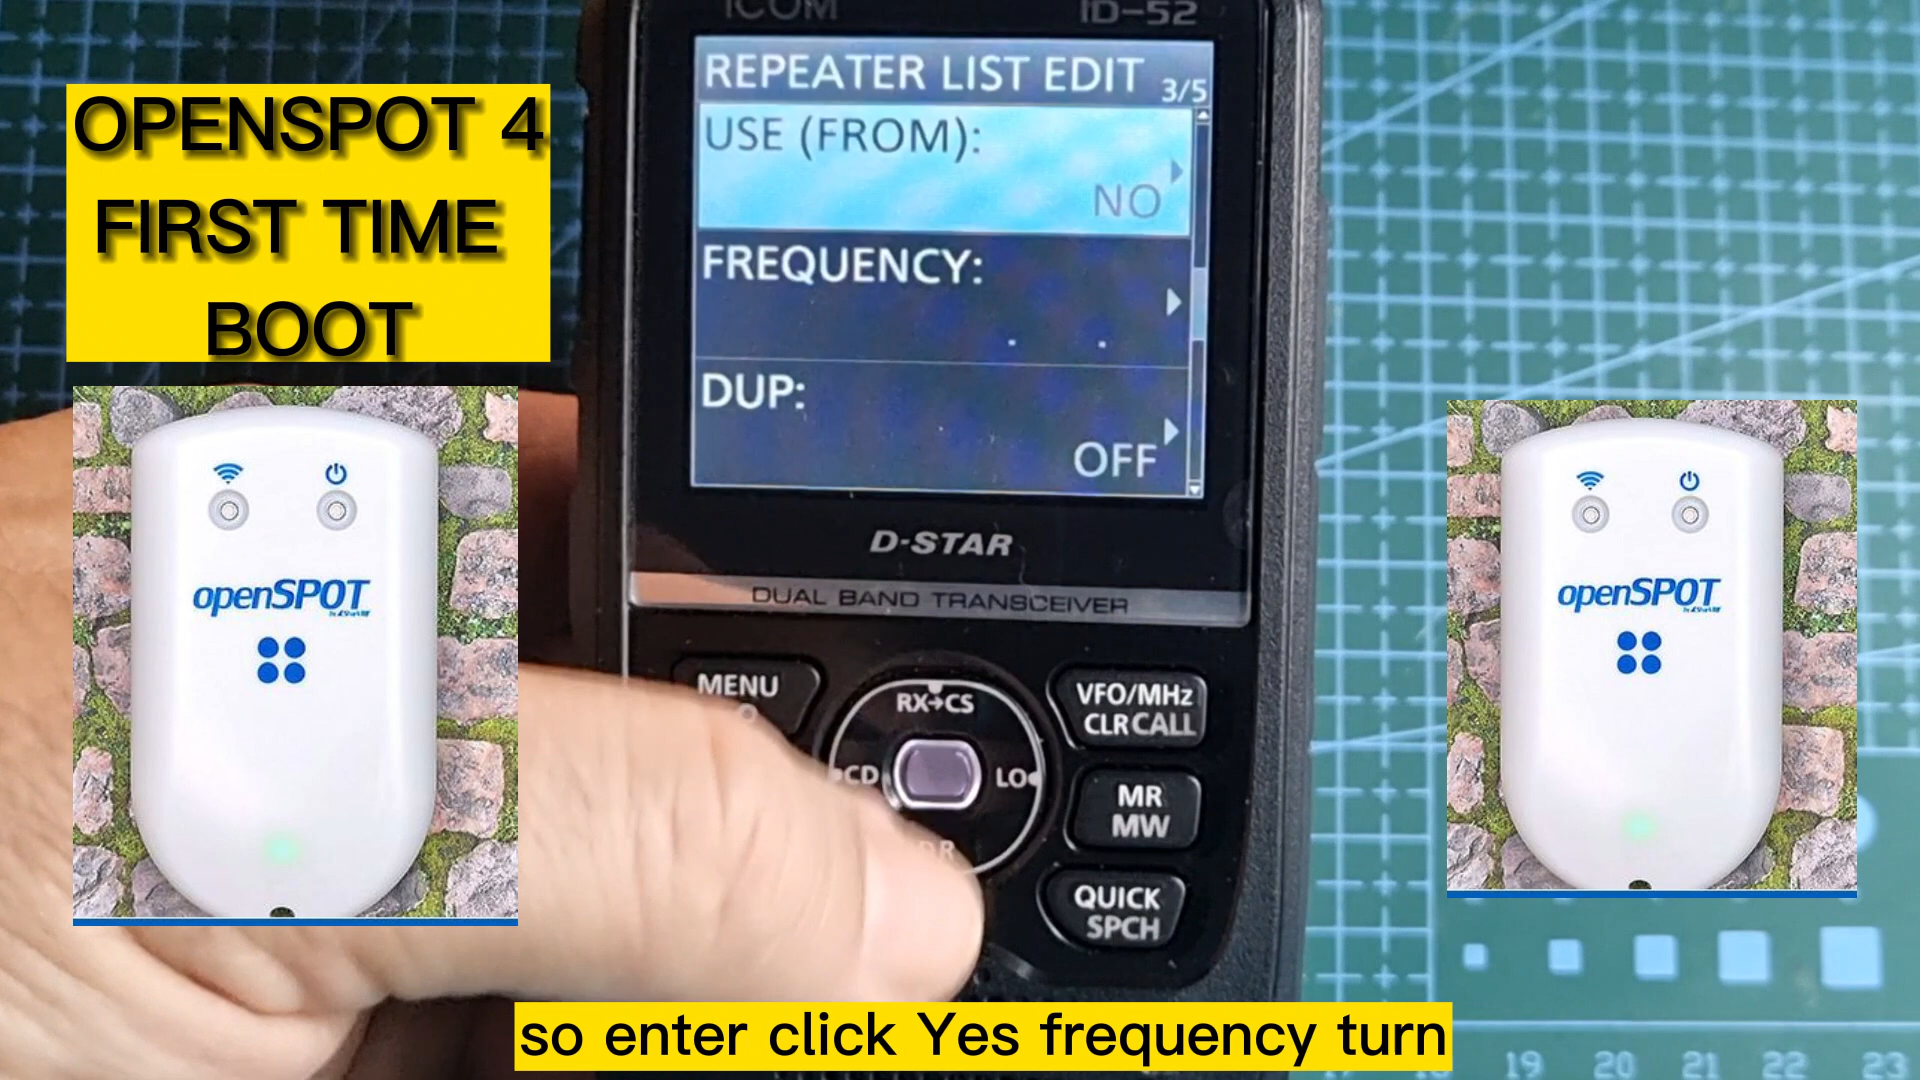 ICOM ID-52
REPEATER LIST EDIT 3/5
USE (FROM):
NO
FREQUENCY:
. .
DUP:
OFF
D-STAR
DUAL BAND TRANSCEIVER
MENU
RX→CS
VFO/MHz
CLR CALL
CD
LO
MR
MW
QUICK
SPCH
OPENSPOT 4
FIRST TIME
BOOT
openSPOT
openSPOT
so enter click Yes frequency turn
19 20 21 22 23